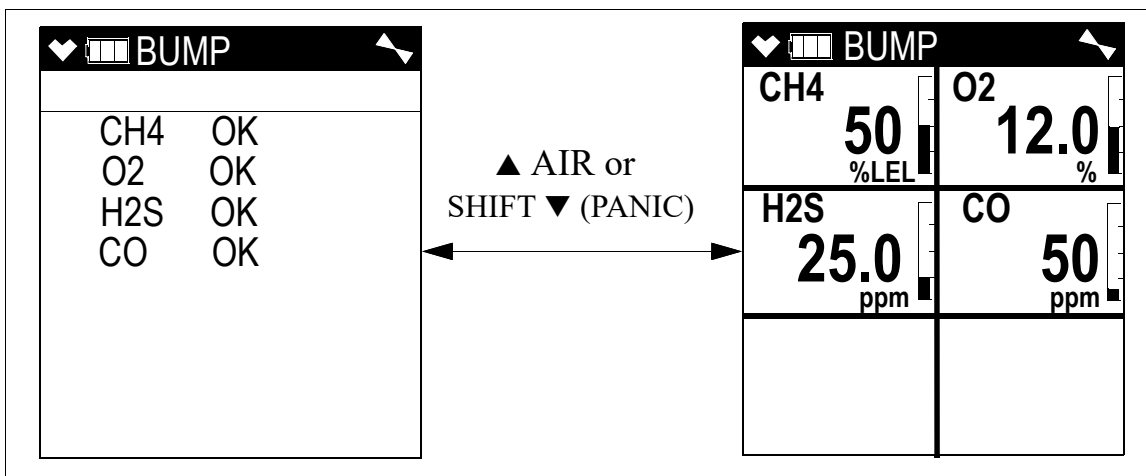 BUMP
CH4 OK
O2 OK
H2S OK
CO OK
▲ AIR or
SHIFT ▼ (PANIC)
BUMP
CH4
50
%LEL
O2
12.0
%
H2S
25.0
ppm
CO
50
ppm